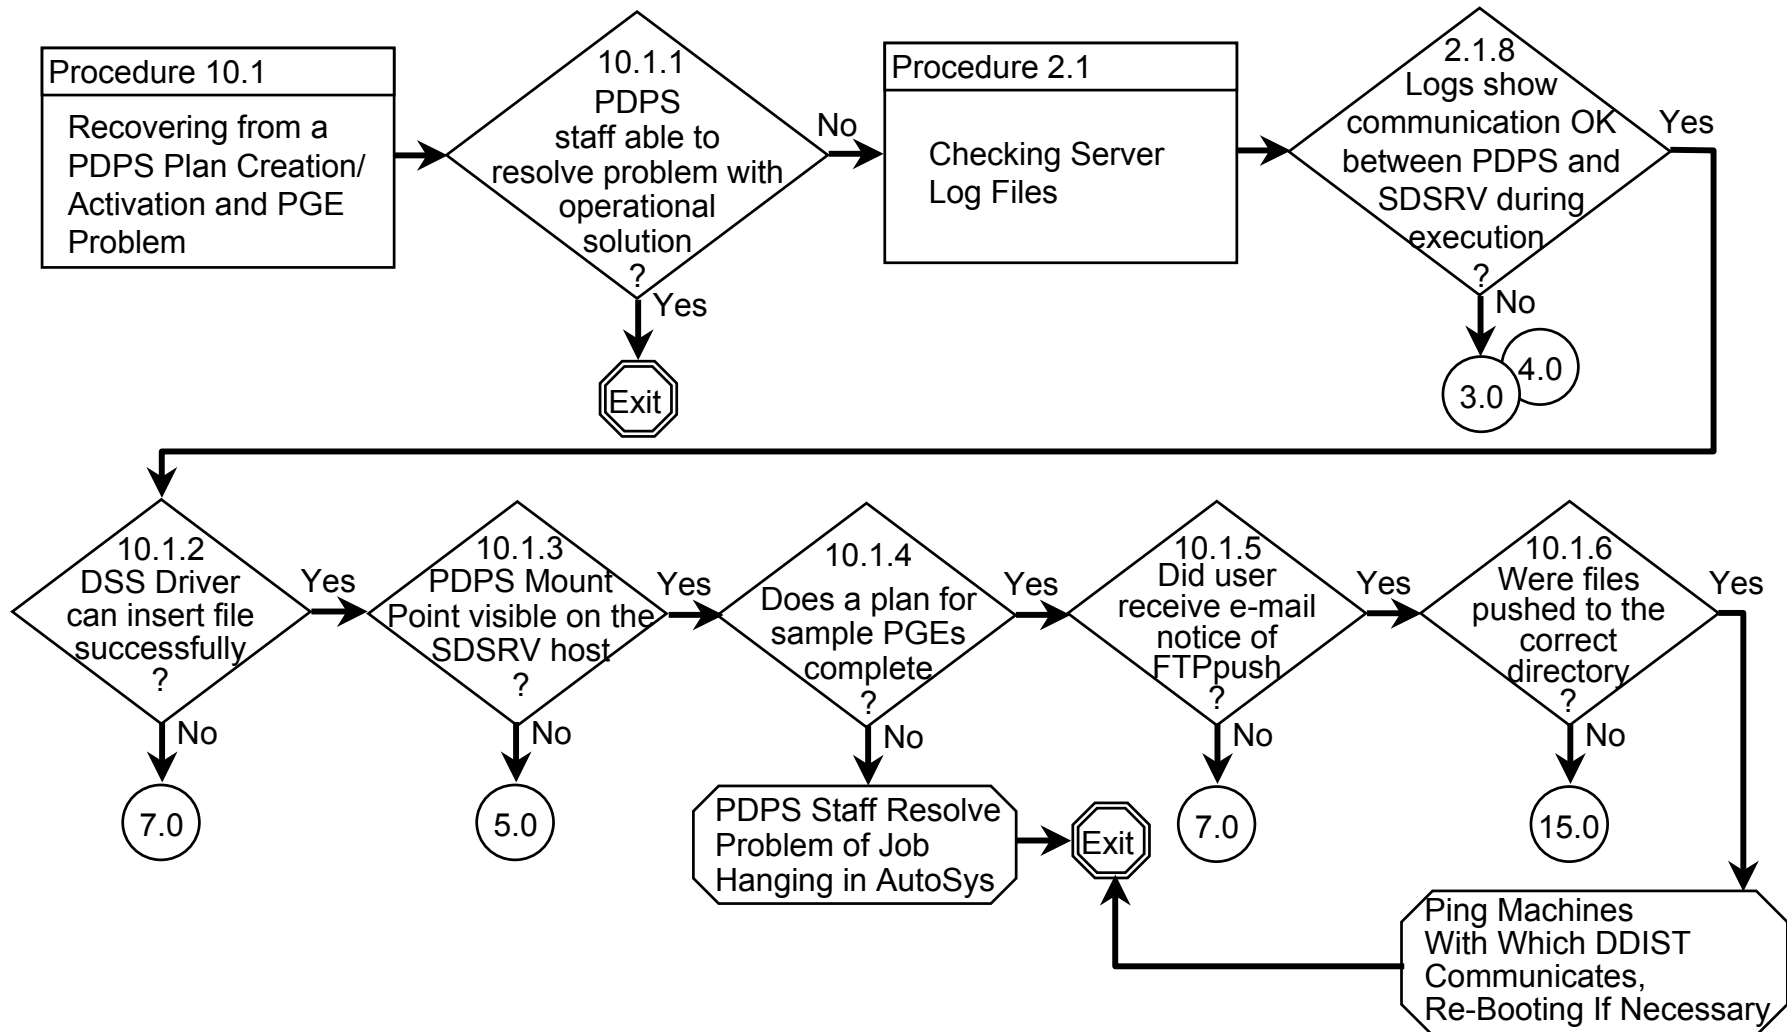 Procedure 10.1
Recovering from a
PDPS Plan Creation/
Activation and PGE
Problem
10.1.1
PDPS
staff able to
resolve problem with
operational
solution
?
No
Yes
Exit
Procedure 2.1
Checking Server
Log Files
2.1.8
Logs show
communication OK
between PDPS and
SDSRV during
execution
?
Yes
No
3.0
4.0
10.1.2
DSS Driver
can insert file
successfully
?
Yes
No
7.0
10.1.3
PDPS Mount
Point visible on the
SDSRV host
?
Yes
No
5.0
10.1.4
Does a plan for
sample PGEs
complete
?
Yes
No
PDPS Staff Resolve
Problem of Job
Hanging in AutoSys
Exit
10.1.5
Did user
receive e-mail
notice of
FTPpush
?
Yes
No
7.0
10.1.6
Were files
pushed to the
correct
directory
?
Yes
No
15.0
Ping Machines
With Which DDIST
Communicates,
Re-Booting If Necessary